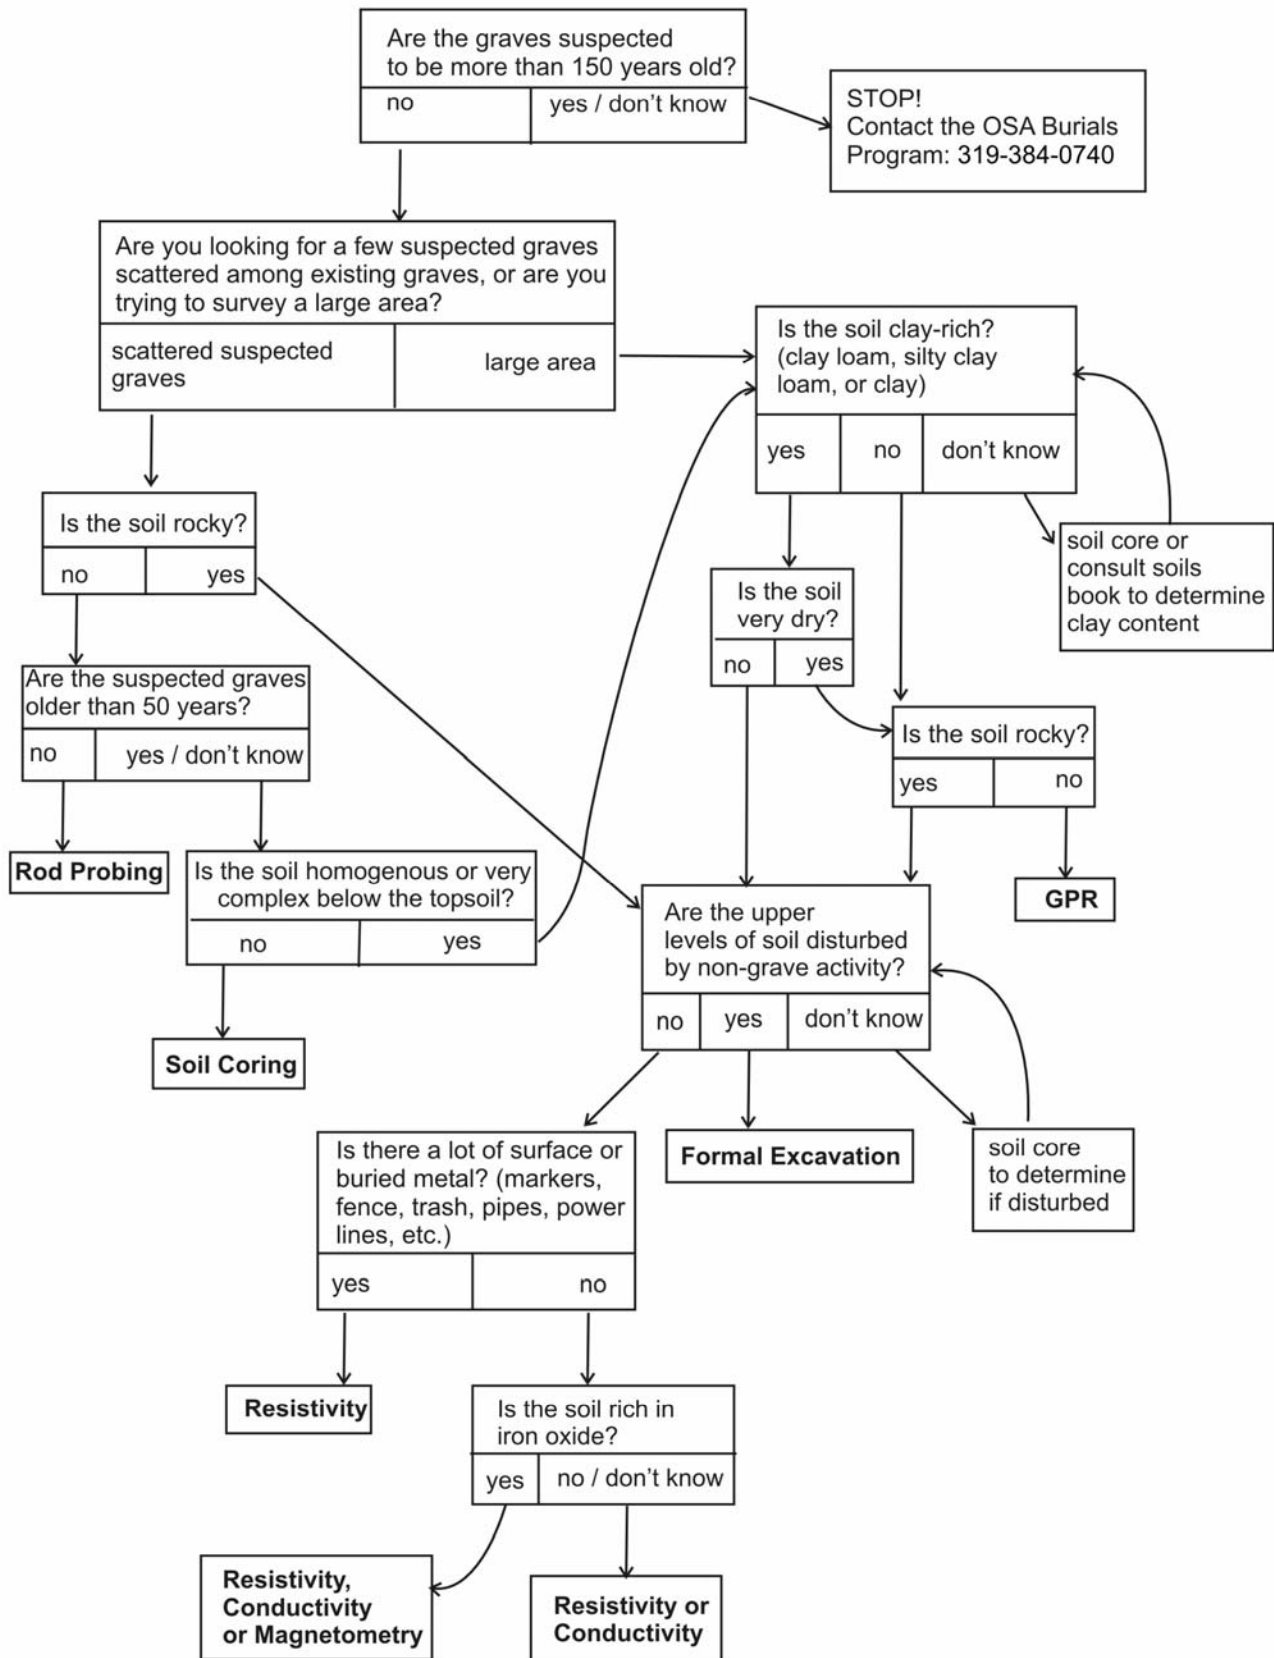 Are the graves suspected
to be more than 150 years old?
no
yes / don't know
STOP!
Contact the OSA Burials
Program: 319-384-0740
Are you looking for a few suspected graves
scattered among existing graves, or are you
trying to survey a large area?
scattered suspected
graves
large area
Is the soil clay-rich?
(clay loam, silty clay
loam, or clay)
yes
no
don't know
soil core or
consult soils
book to determine
clay content
Is the soil rocky?
no
yes
Is the soil
very dry?
no
yes
Are the suspected graves
older than 50 years?
no
yes / don't know
Is the soil rocky?
yes
no
Rod Probing
Is the soil homogenous or very
complex below the topsoil?
no
yes
GPR
Are the upper
levels of soil disturbed
by non-grave activity?
no
yes
don't know
Soil Coring
Formal Excavation
soil core
to determine
if disturbed
Is there a lot of surface or
buried metal? (markers,
fence, trash, pipes, power
lines, etc.)
yes
no
Resistivity
Is the soil rich in
iron oxide?
yes
no / don't know
Resistivity,
Conductivity
or Magnetometry
Resistivity or
Conductivity